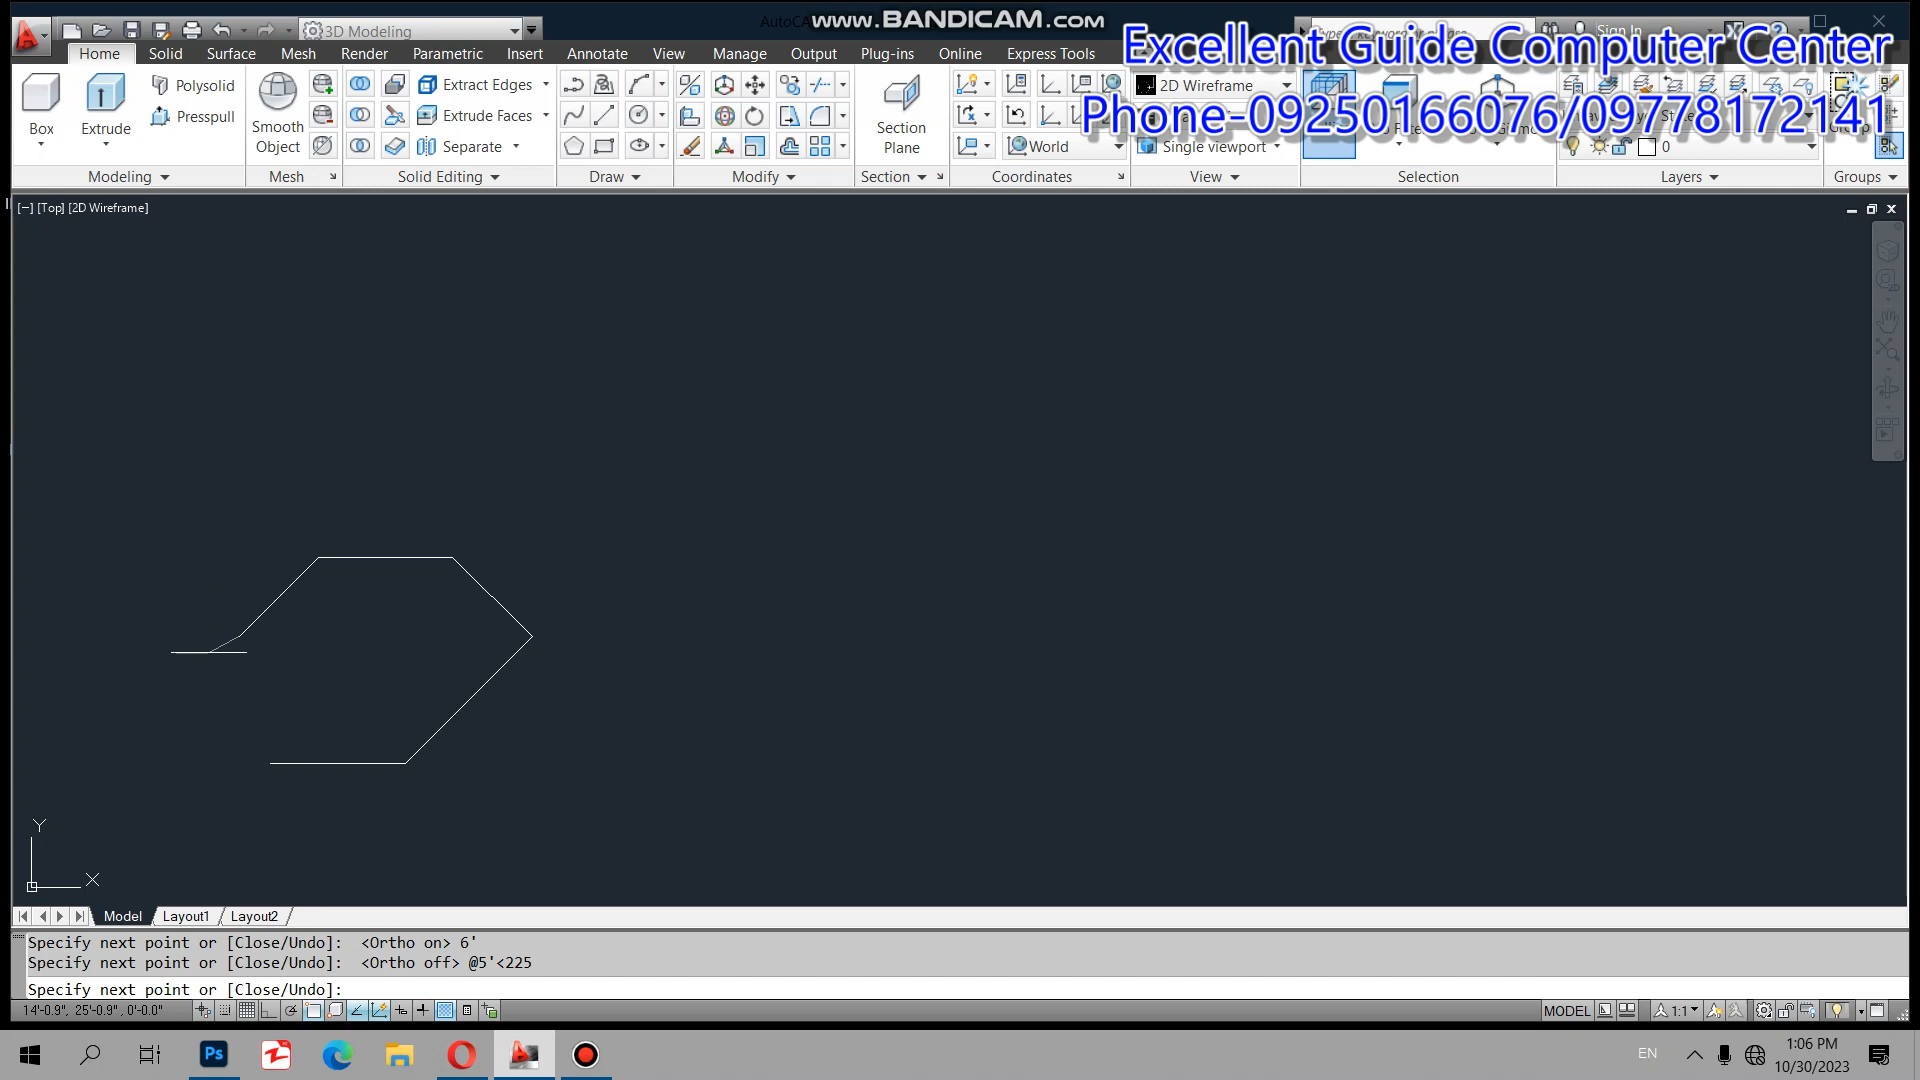 www.BANDICAM.com
3D Modeling
Sign In
Excellent Guide Computer Center
Phone-09250166076/09778172141
Home Solid Surface Mesh Render Parametric Insert Annotate View Manage Output Plug-ins Online Express Tools
Box
Extrude
Polysolid
Presspull
Modeling
Smooth
Object
Mesh
Extract Edges
Extrude Faces
Separate
Solid Editing
Draw
Modify
Section
Plane
Section
World
Coordinates
2D Wireframe
Single viewport
View
Selection
0
Layers
Groups
[−] [Top] [2D Wireframe]
Y
X
Model Layout1 Layout2
Specify next point or [Close/Undo]: <Ortho on> 6'
Specify next point or [Close/Undo]: <Ortho off> @5'<225
Specify next point or [Close/Undo]:
14'-0.9", 25'-0.9" , 0'-0.0"
MODEL
1:1
Ps
EN
1:06 PM
10/30/2023